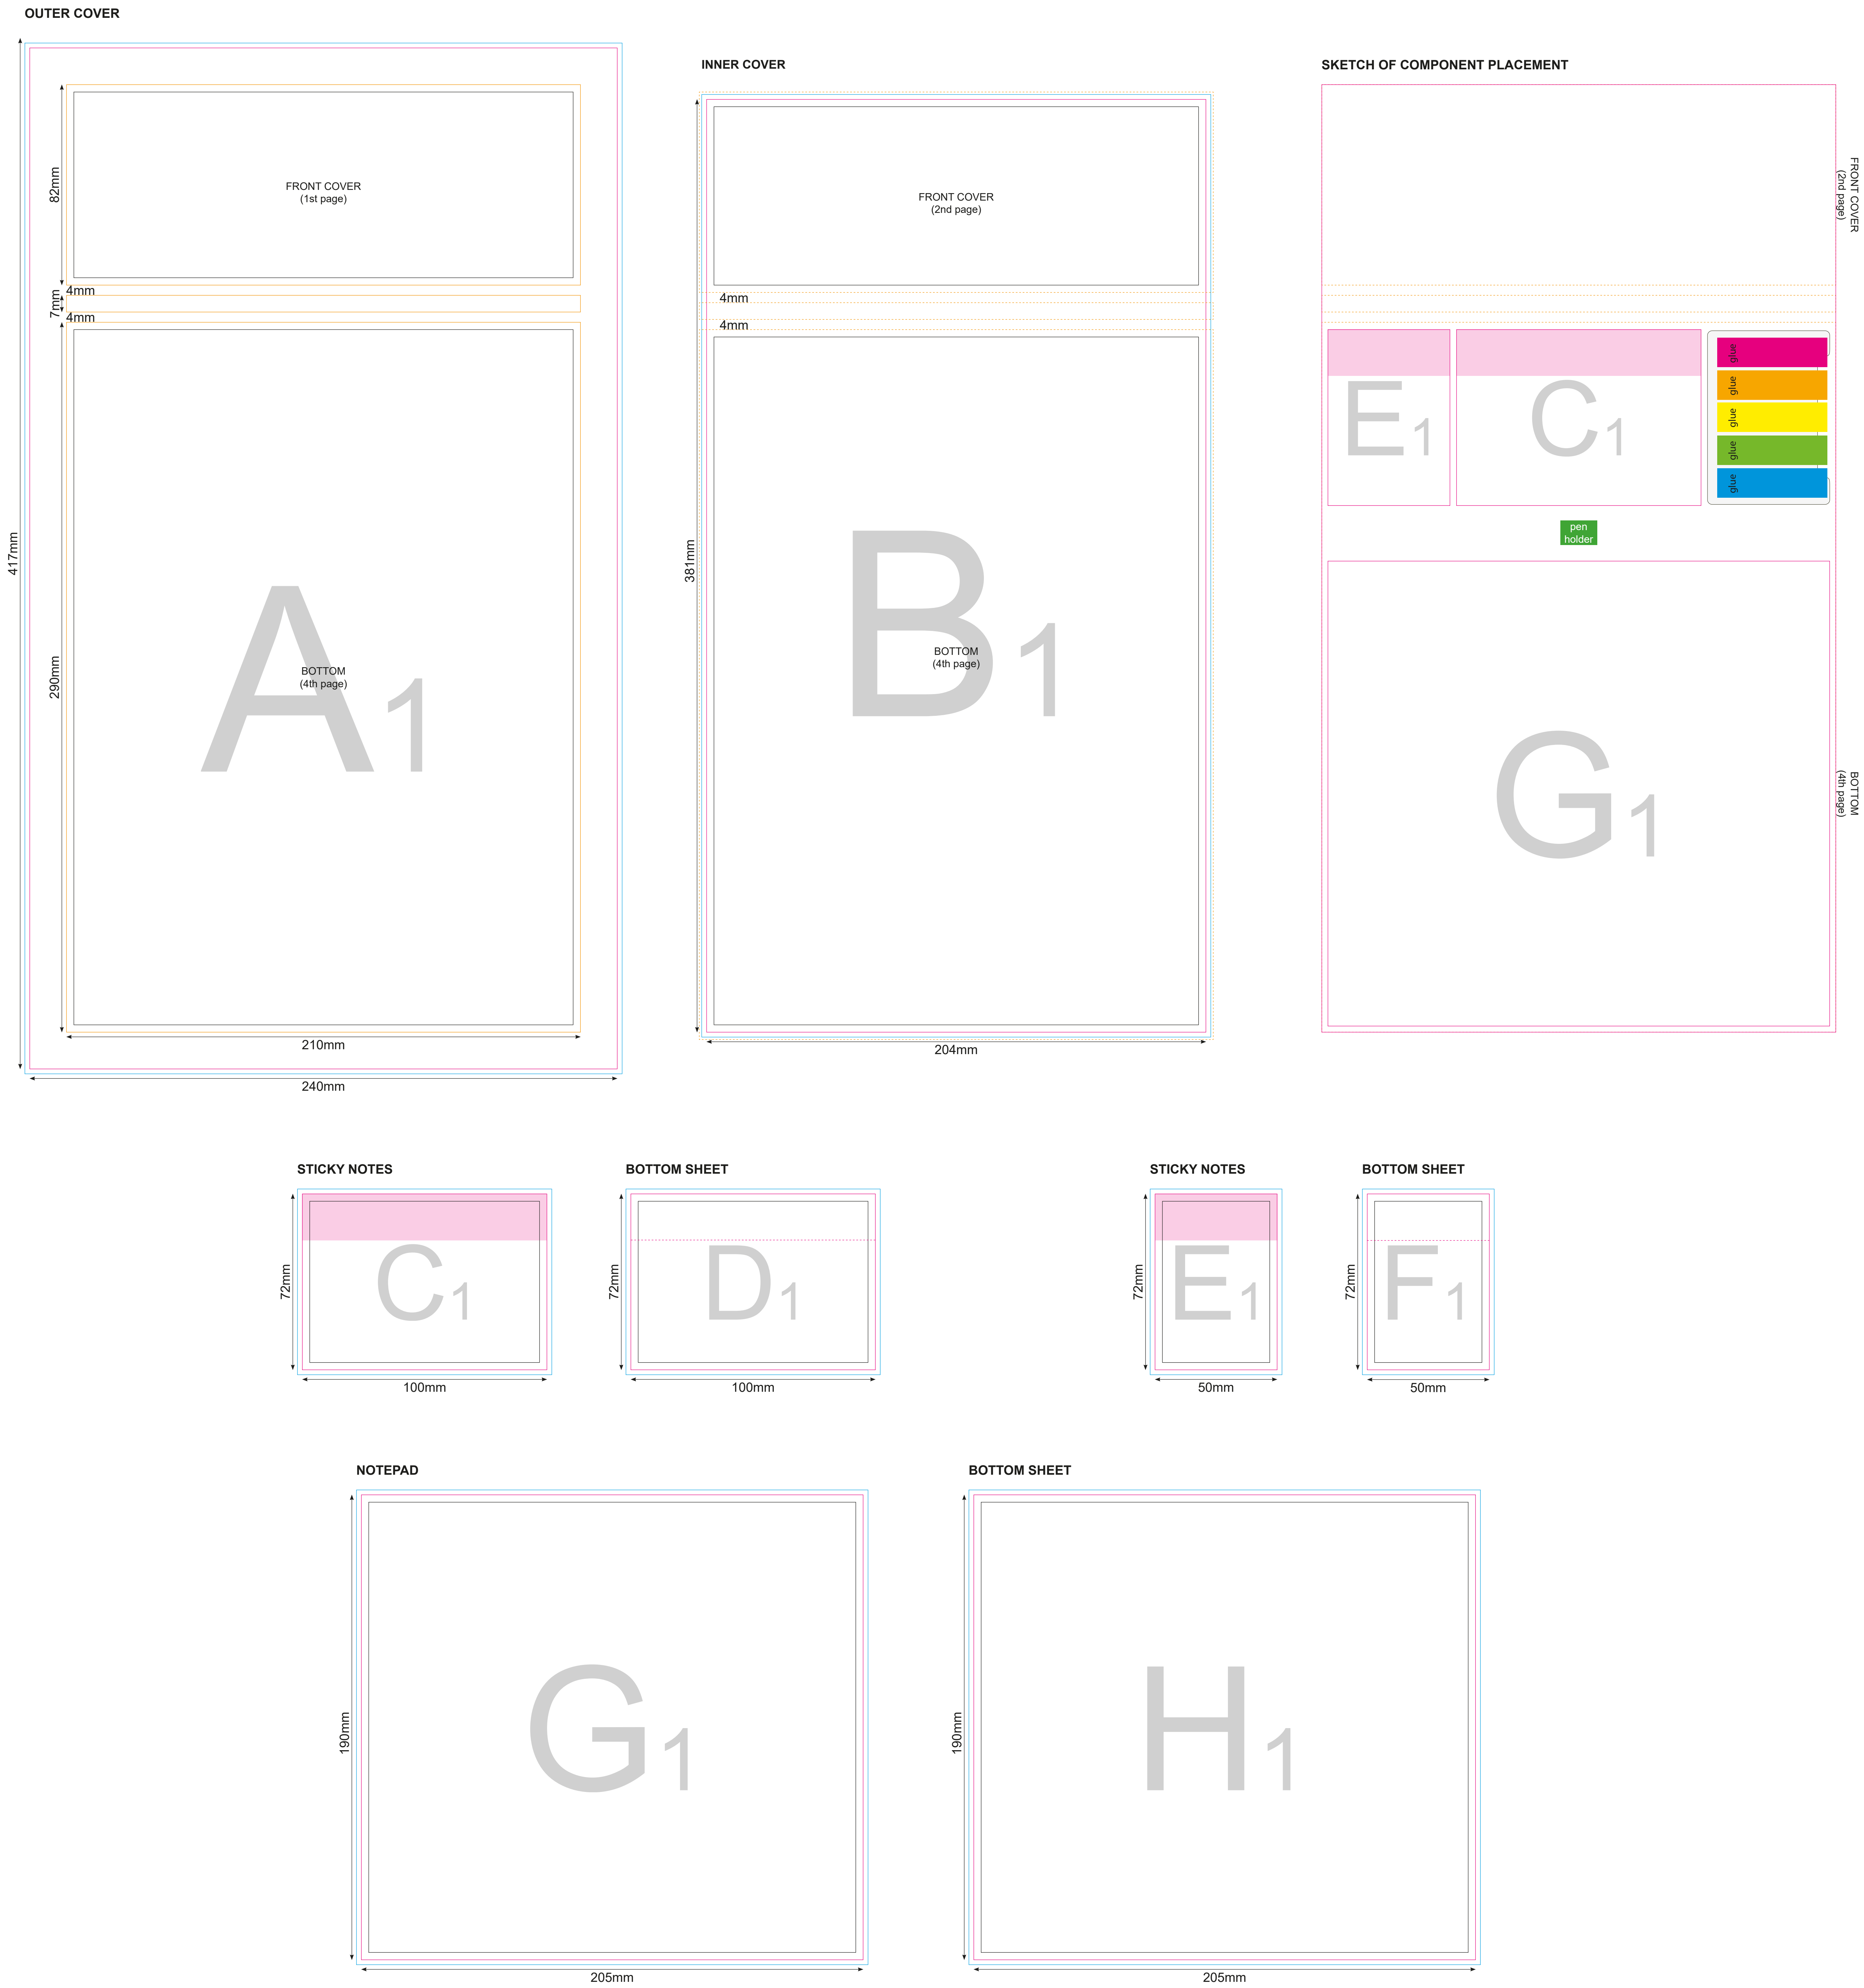 OUTER COVER
INNER COVER
SKETCH OF COMPONENT PLACEMENT
82mm
FRONT COVER
(1st page)
4mm
7mm
4mm
417mm
290mm
A1
BOTTOM
(4th page)
210mm
240mm
FRONT COVER
(2nd page)
4mm
4mm
381mm
B1
BOTTOM
(4th page)
204mm
FRONT COVER
(2nd page)
E1
C1
glue
glue
glue
glue
glue
pen
holder
G1
BOTTOM
(4th page)
STICKY NOTES
72mm
C1
100mm
BOTTOM SHEET
72mm
D1
100mm
STICKY NOTES
72mm
E1
50mm
BOTTOM SHEET
72mm
F1
50mm
NOTEPAD
190mm
G1
205mm
BOTTOM SHEET
190mm
H1
205mm